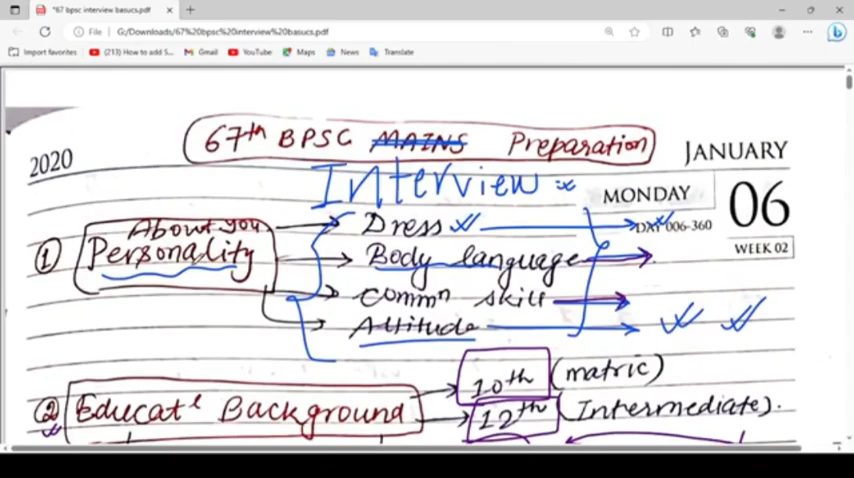 *67 bpsc interview basucs.pdf
File
G:/Downloads/67%20bpsc%20interview%20basucs.pdf
Import favorites
(213) How to add S...
Gmail
YouTube
Maps
News
Translate
2020
67th BPSC MAINS Preparation
JANUARY
Interview
MONDAY
06
DAY 006-360
WEEK 02
1 About you
Personality
Dress
Body language
Commn skill
Attitude
2 Educatn Background
10th (matric)
12th (Intermediate).